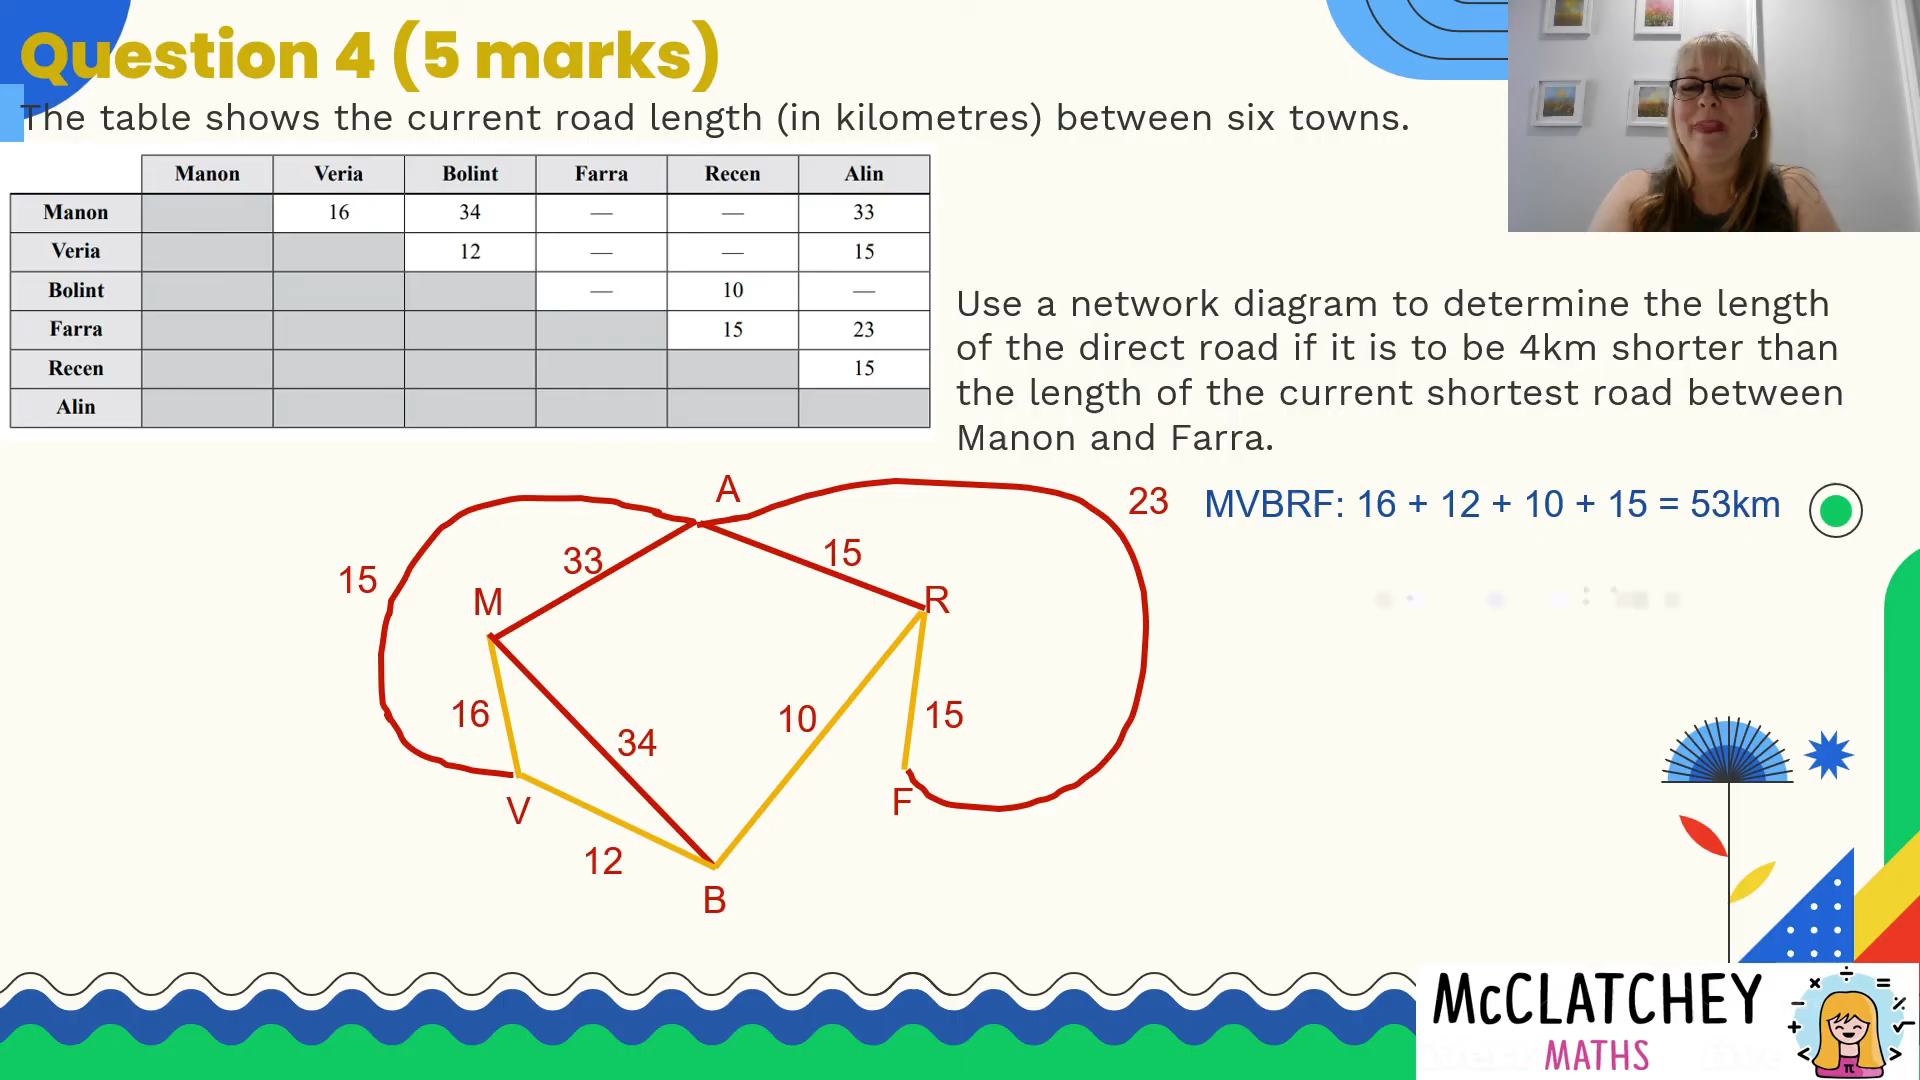 Question 4 (5 marks)
The table shows the current road length (in kilometres) between six towns.
Manon Veria Bolint Farra Recen Alin
Manon 16 34 — — 33
Veria 12 — — 15
Bolint — 10 —
Farra 15 23
Recen 15
Alin
Use a network diagram to determine the length
of the direct road if it is to be 4km shorter than
the length of the current shortest road between
Manon and Farra.
A
23
MVBRF: 16 + 12 + 10 + 15 = 53km
33
15
15
M
R
16
34
10
15
V
F
12
B
McCLATCHEY
MATHS
× ÷ = − % + √ < > π